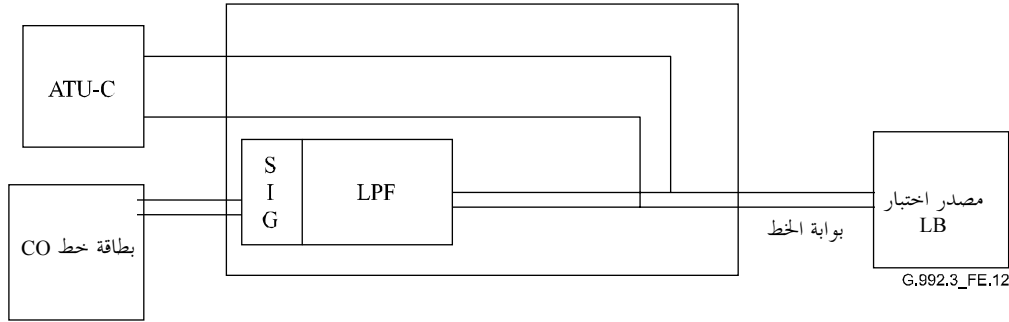 ATU-C
S
I
G
LPF
بطاقة خط CO
بوابة الخط
مصدر اختبار
LB
G.992.3_FE.12